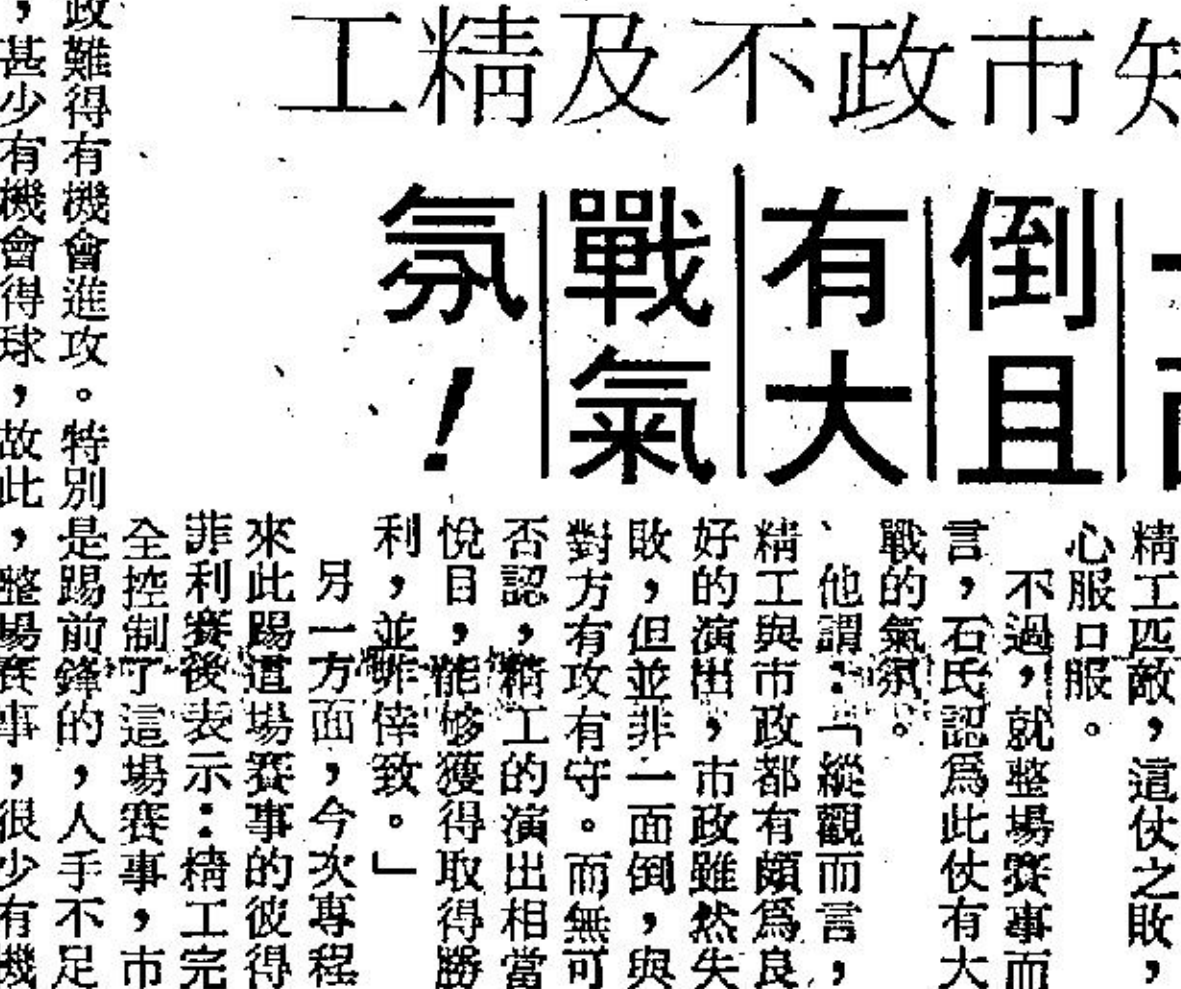 知市政不及精工
倒且
有大
戰氣
氛!
精工匹敵,這仗之敗,
心服口服。
不過,就整場賽事而
言,石氏認爲此仗有大
戰的氣氛。
他謂:「縱觀而言,
精工與市政都有頗爲良
好的演出,市政雖然失
敗,但並非一面倒,與
對方有攻有守。而無可
否認,精工的演出相當
悅目,能够獲得取得勝
利,並非倖致。」
另一方面,今次專程
來此踢這場賽事的彼得
菲利賽後表示:精工完
全控制了這場賽事,市
政難得有機會進攻。特別是踢前鋒的,人手不足
,甚少有機會得球,故此,整場賽事,很少有機